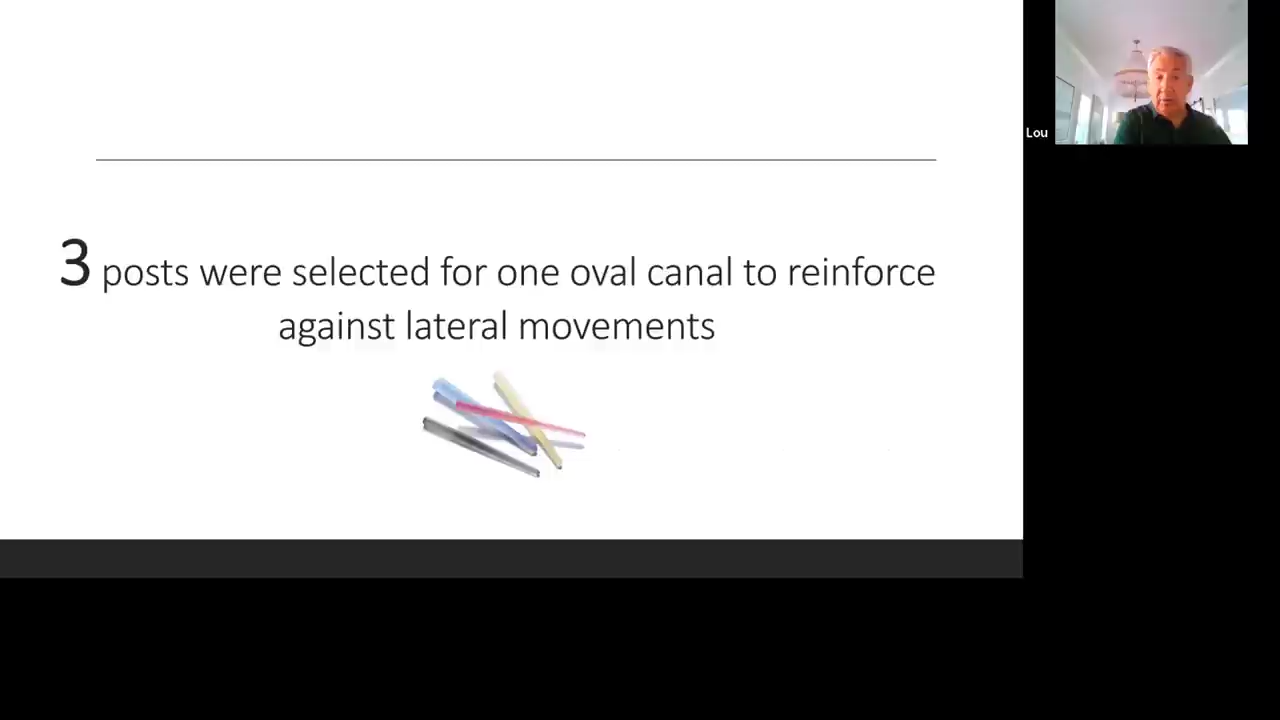 3 posts were selected for one oval canal to reinforce
against lateral movements
Lou